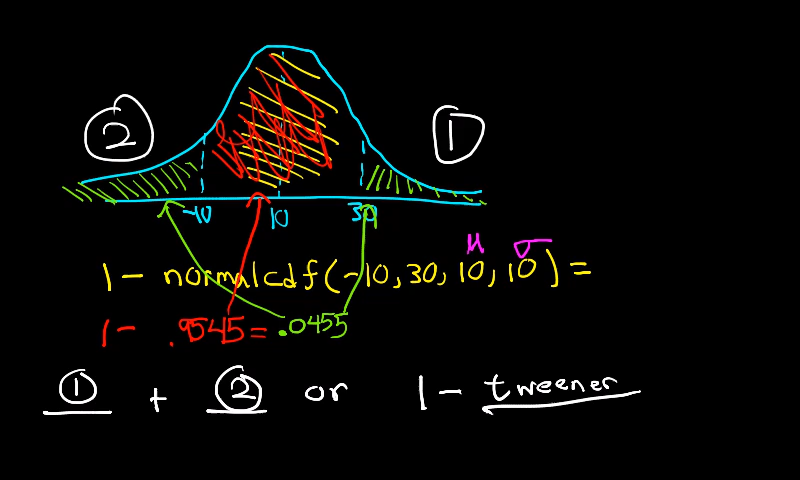 ② ①
-10 10 30
μ σ
1 - normalcdf(-10, 30, 10, 10) =
1 - .9545 = .0455
① + ② or 1 - tweener